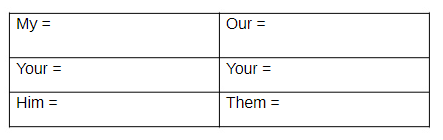 My = Our =
Your = Your =
Him = Them =